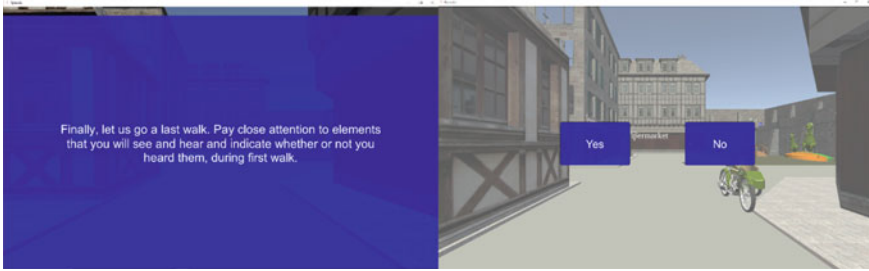 Finally, let us go a last walk. Pay close attention to elements
that you will see and hear and indicate whether or not you
heard them, during first walk.
Yes
No